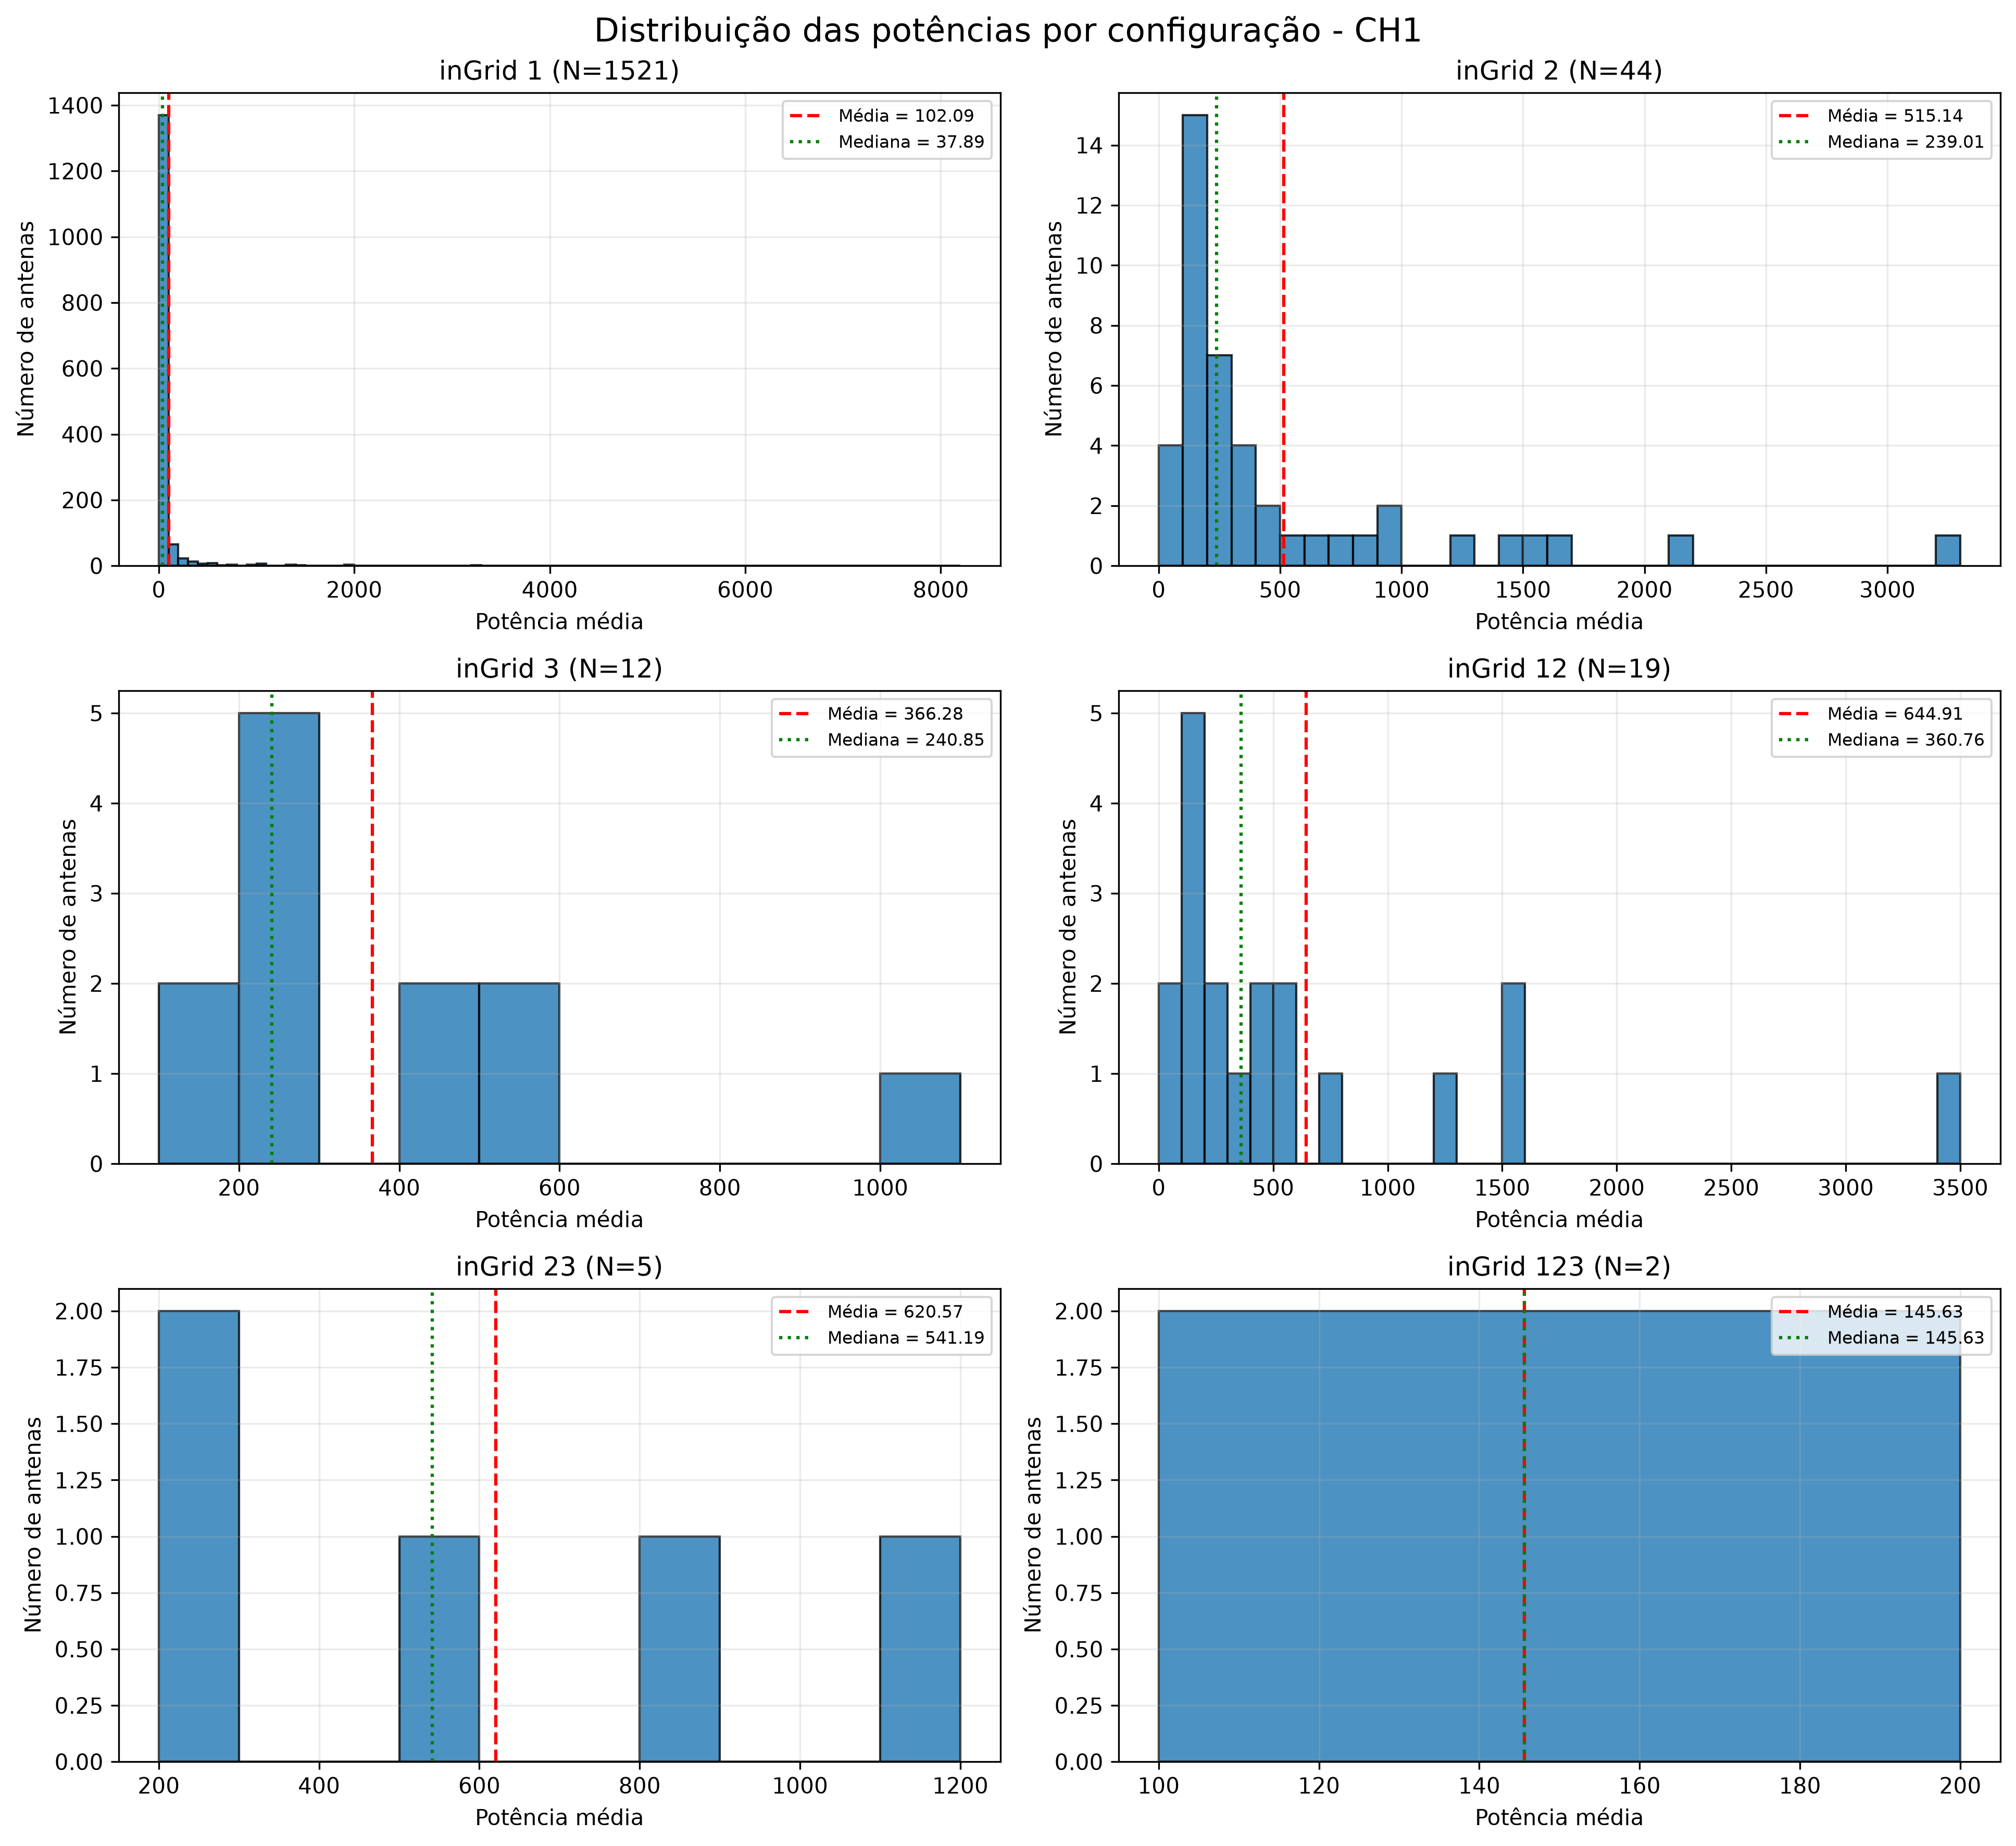 Distribuição das potências por configuração - CH1
inGrid 1 (N=1521)
Número de antenas
1400
1200
1000
800
600
400
200
0
Média = 102.09
Mediana = 37.89
0 2000 4000 6000 8000
Potência média
inGrid 2 (N=44)
Número de antenas
14
12
10
8
6
4
2
0
Média = 515.14
Mediana = 239.01
0 500 1000 1500 2000 2500 3000
Potência média
inGrid 3 (N=12)
Número de antenas
5
4
3
2
1
0
Média = 366.28
Mediana = 240.85
200 400 600 800 1000
Potência média
inGrid 12 (N=19)
Número de antenas
5
4
3
2
1
0
Média = 644.91
Mediana = 360.76
0 500 1000 1500 2000 2500 3000 3500
Potência média
inGrid 23 (N=5)
Número de antenas
2.00
1.75
1.50
1.25
1.00
0.75
0.50
0.25
0.00
Média = 620.57
Mediana = 541.19
200 400 600 800 1000 1200
Potência média
inGrid 123 (N=2)
Número de antenas
2.00
1.75
1.50
1.25
1.00
0.75
0.50
0.25
0.00
Média = 145.63
Mediana = 145.63
100 120 140 160 180 200
Potência média